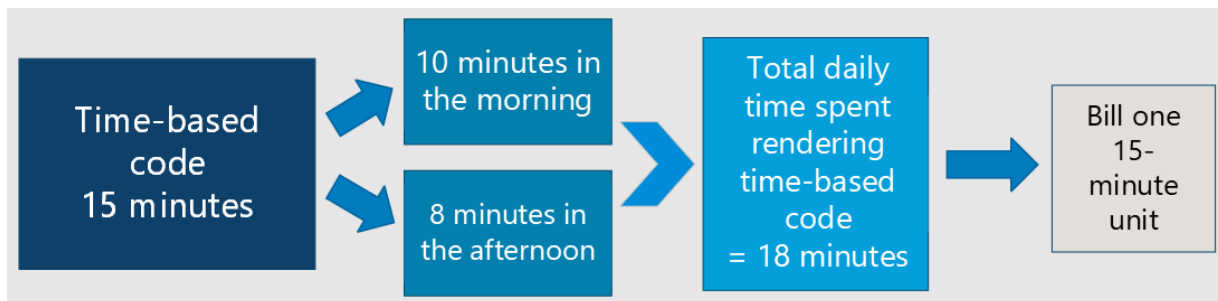 Time-based
code
15 minutes
10 minutes in
the morning
8 minutes in
the afternoon
Total daily
time spent
rendering
time-based
code
= 18 minutes
Bill one
15-
minute
unit